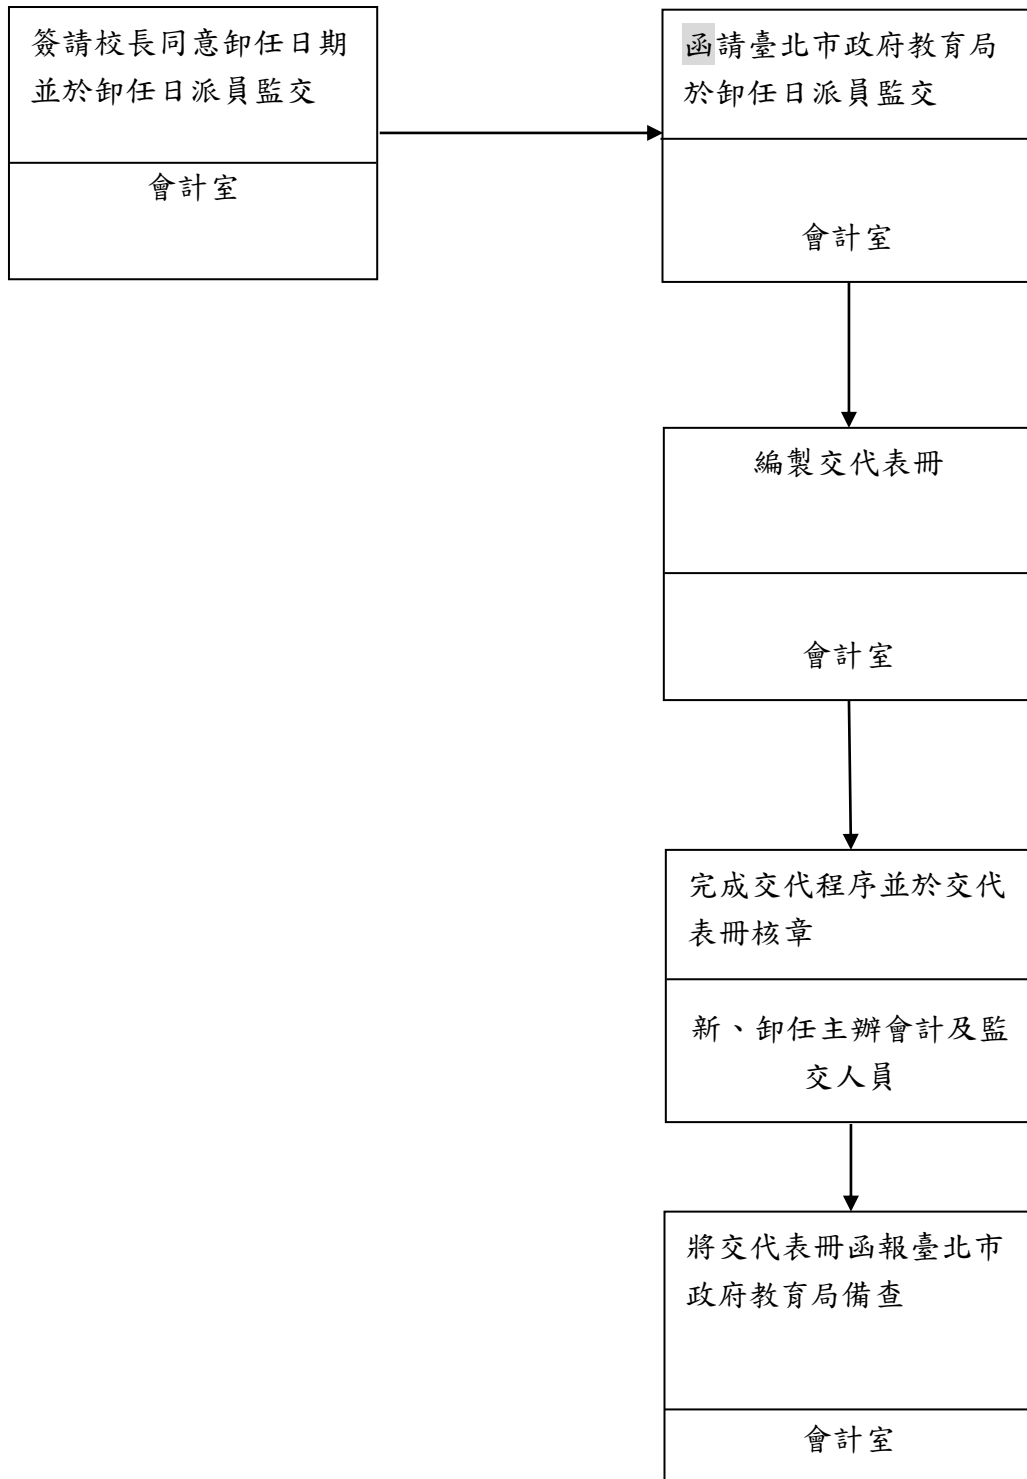 簽請校長同意卸任日期
並於卸任日派員監交
會計室
函請臺北市政府教育局
於卸任日派員監交
會計室
編製交代表冊
會計室
完成交代程序並於交代
表冊核章
新、卸任主辦會計及監
交人員
將交代表冊函報臺北市
政府教育局備查
會計室